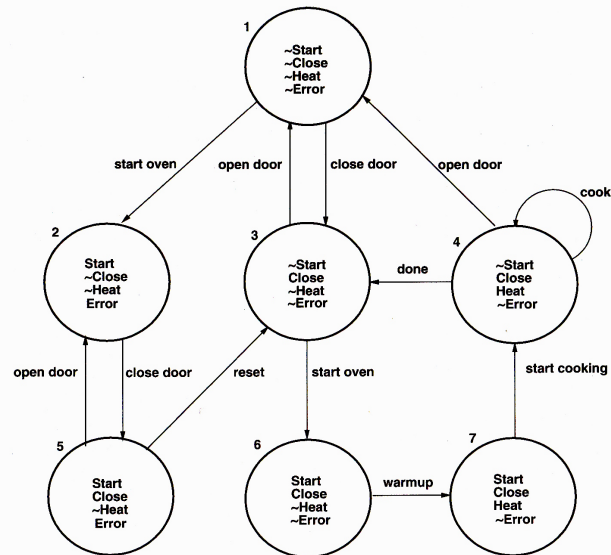 1
~Start
~Close
~Heat
~Error
start oven
open door
close door
open door
cook
2
Start
~Close
~Heat
Error
3
~Start
Close
~Heat
~Error
done
4
~Start
Close
Heat
~Error
open door
close door
reset
start oven
start cooking
5
Start
Close
~Heat
Error
6
Start
Close
~Heat
~Error
warmup
7
Start
Close
Heat
~Error